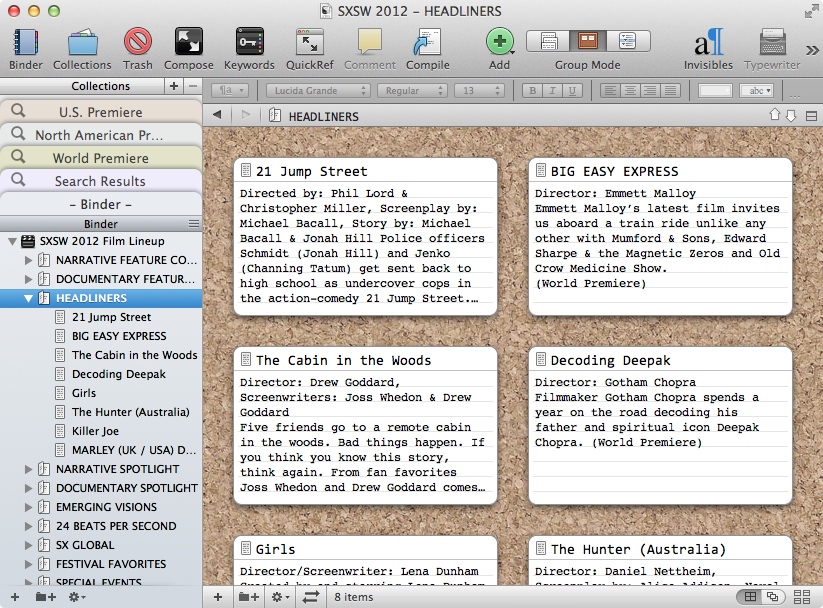 SXSW 2012 – HEADLINERS
Binder Collections Trash Compose Keywords QuickRef Comment Compile Add Group Mode Invisibles Typewriter
Collections
U.S. Premiere
North American Pr...
World Premiere
Search Results
- Binder -
Binder
SXSW 2012 Film Lineup
NARRATIVE FEATURE CO...
DOCUMENTARY FEATUR...
HEADLINERS
21 Jump Street
BIG EASY EXPRESS
The Cabin in the Woods
Decoding Deepak
Girls
The Hunter (Australia)
Killer Joe
MARLEY (UK / USA) D...
NARRATIVE SPOTLIGHT
DOCUMENTARY SPOTLIGHT
EMERGING VISIONS
24 BEATS PER SECOND
SX GLOBAL
FESTIVAL FAVORITES
SPECIAL EVENTS
¶a Lucida Grande Regular 13 B I U abc
HEADLINERS
21 Jump Street
Directed by: Phil Lord &
Christopher Miller, Screenplay by:
Michael Bacall, Story by: Michael
Bacall & Jonah Hill Police officers
Schmidt (Jonah Hill) and Jenko
(Channing Tatum) get sent back to
high school as undercover cops in
the action-comedy 21 Jump Street.…
BIG EASY EXPRESS
Director: Emmett Malloy
Emmett Malloy’s latest film invites
us aboard a train ride unlike any
other with Mumford & Sons, Edward
Sharpe & the Magnetic Zeros and Old
Crow Medicine Show.
(World Premiere)
The Cabin in the Woods
Director: Drew Goddard,
Screenwriters: Joss Whedon & Drew
Goddard
Five friends go to a remote cabin
in the woods. Bad things happen. If
you think you know this story,
think again. From fan favorites
Joss Whedon and Drew Goddard comes…
Decoding Deepak
Director: Gotham Chopra
Filmmaker Gotham Chopra spends a
year on the road decoding his
father and spiritual icon Deepak
Chopra. (World Premiere)
Girls
Director/Screenwriter: Lena Dunham
Created by and starring Lena Dunham
The Hunter (Australia)
Director: Daniel Nettheim,
Screenplay by: Alice Addison, Novel
8 items